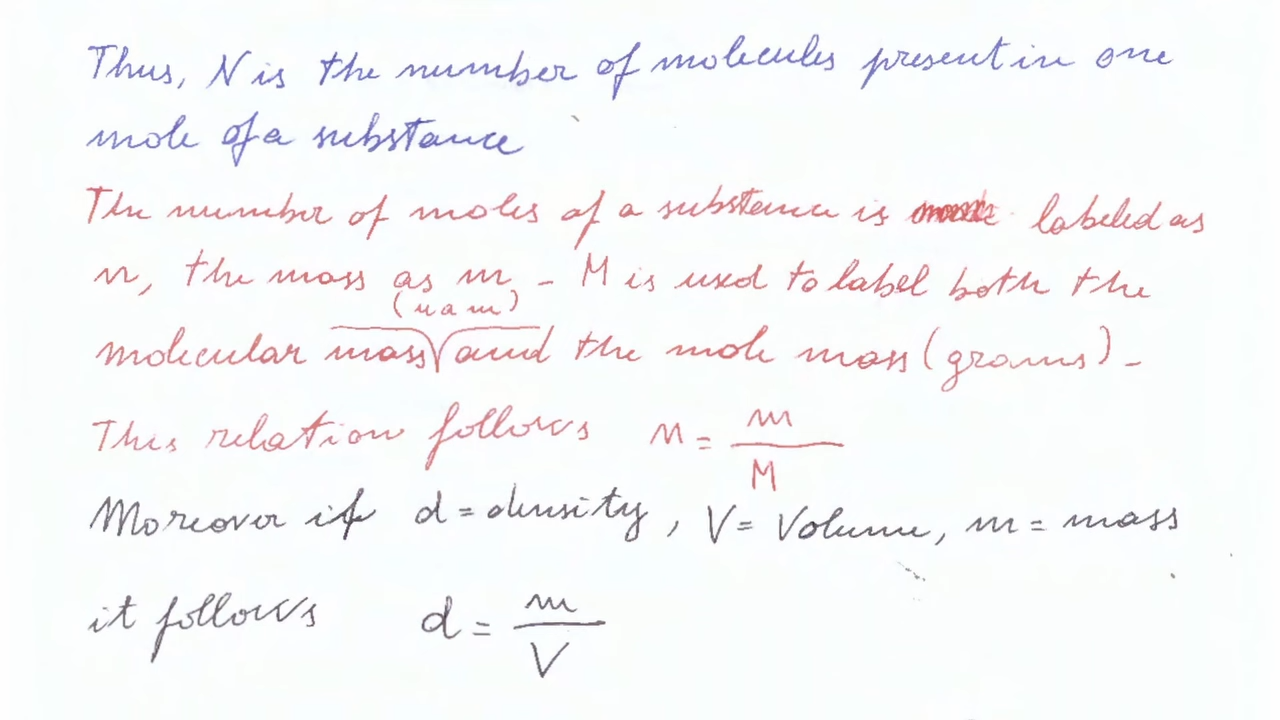 Thus, N is the number of molecules present in one
mole of a substance
The number of moles of a substance is labeled as
n, the mass as m - M is used to label both the
(uam)
molecular mass and the mole mass (grams) -
This relation follows n = m/M
Moreover if d = density, V = Volume, m = mass
it follows d = m/V